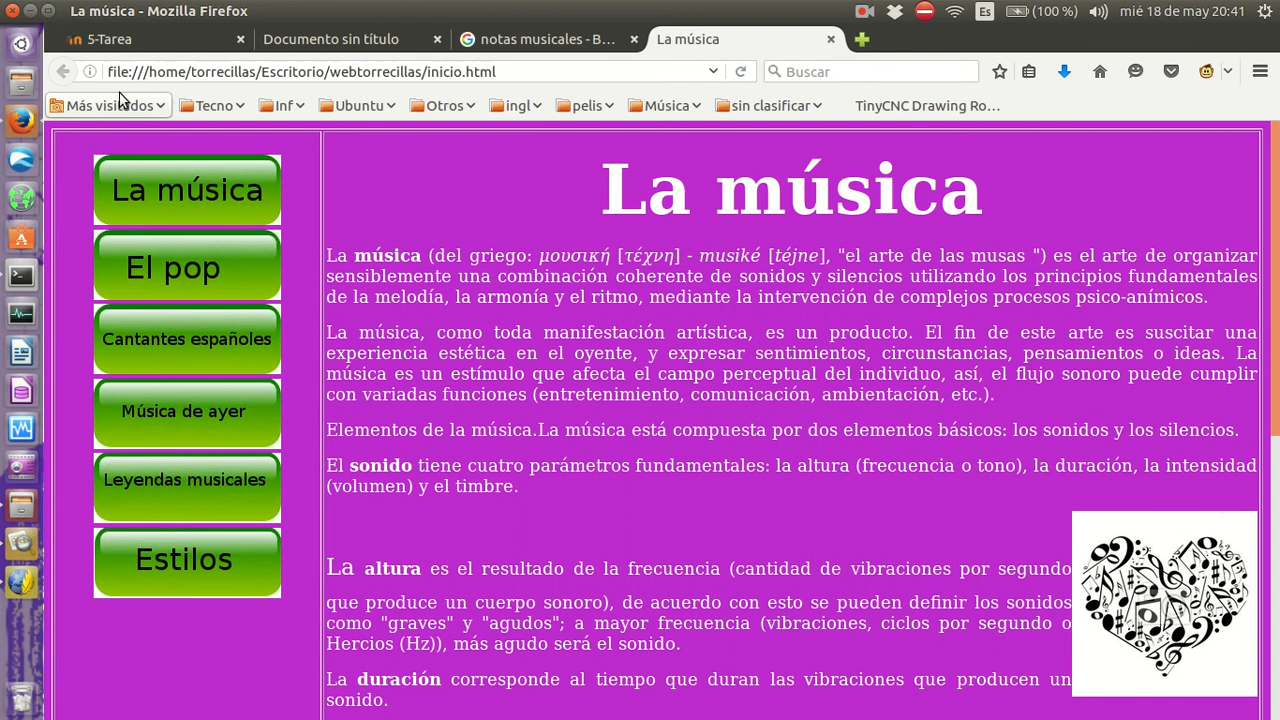 La música - Mozilla Firefox
Es
(100 %)
mié 18 de may 20:41
5-Tarea
Documento sin título
notas musicales - B...
La música
file:///home/torrecillas/Escritorio/webtorrecillas/inicio.html
Buscar
Más visitados
Tecno
Inf
Ubuntu
Otros
ingl
pelis
Música
sin clasificar
TinyCNC Drawing Ro...
La música
El pop
Cantantes españoles
Música de ayer
Leyendas musicales
Estilos
La música
La música (del griego: μουσική [τέχνη] - musiké [téjne], "el arte de las musas ") es el arte de organizar
sensiblemente una combinación coherente de sonidos y silencios utilizando los principios fundamentales
de la melodía, la armonía y el ritmo, mediante la intervención de complejos procesos psico-anímicos.
La música, como toda manifestación artística, es un producto. El fin de este arte es suscitar una
experiencia estética en el oyente, y expresar sentimientos, circunstancias, pensamientos o ideas. La
música es un estímulo que afecta el campo perceptual del individuo, así, el flujo sonoro puede cumplir
con variadas funciones (entretenimiento, comunicación, ambientación, etc.).
Elementos de la música.La música está compuesta por dos elementos básicos: los sonidos y los silencios.
El sonido tiene cuatro parámetros fundamentales: la altura (frecuencia o tono), la duración, la intensidad
(volumen) y el timbre.
La altura es el resultado de la frecuencia (cantidad de vibraciones por segundo
que produce un cuerpo sonoro), de acuerdo con esto se pueden definir los sonidos
como "graves" y "agudos"; a mayor frecuencia (vibraciones, ciclos por segundo o
Hercios (Hz)), más agudo será el sonido.
La duración corresponde al tiempo que duran las vibraciones que producen un
sonido.